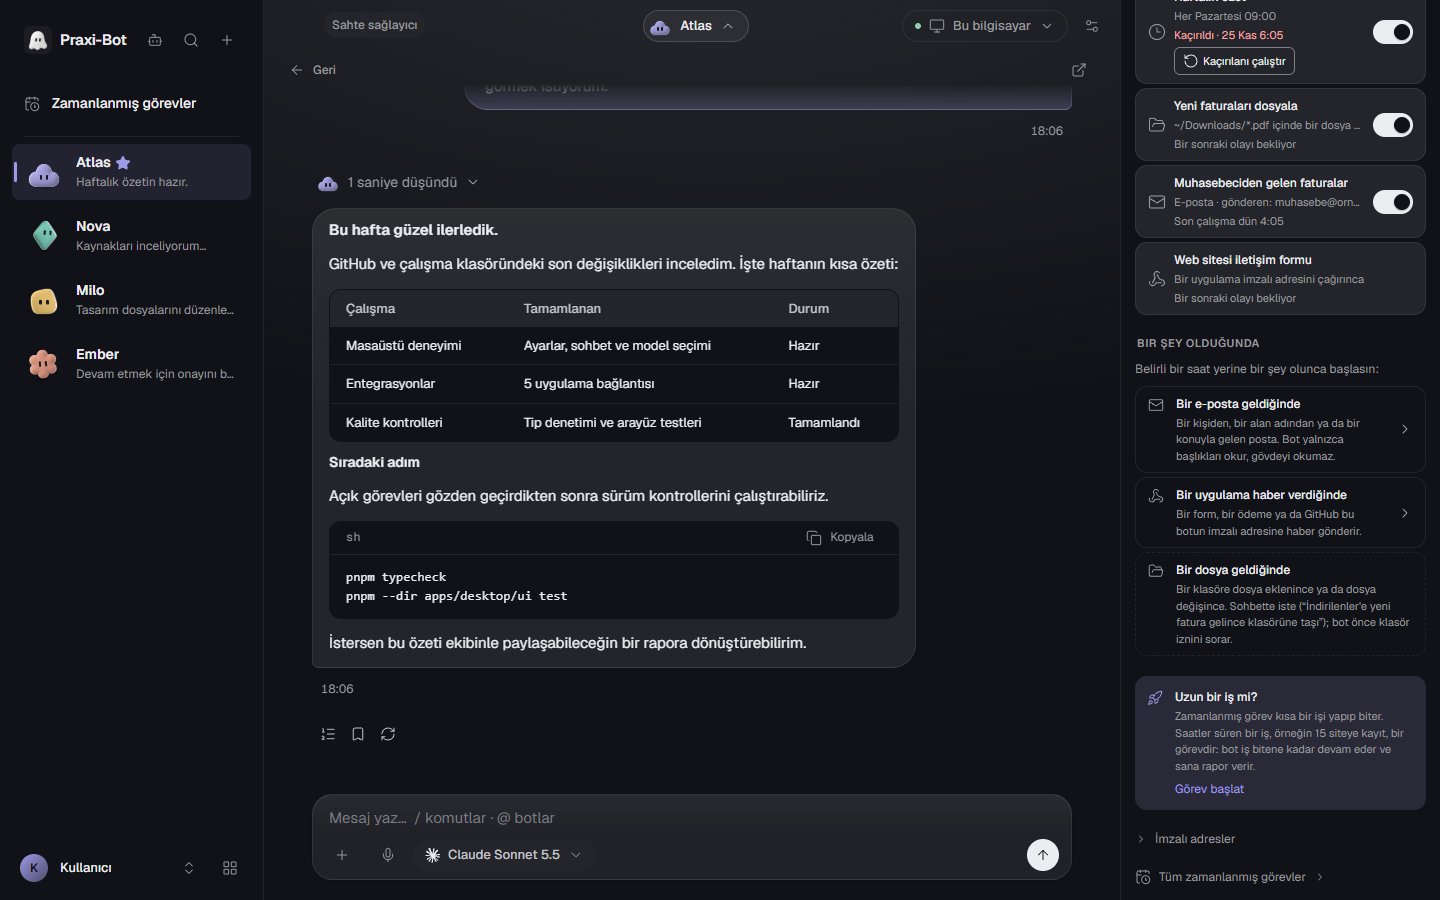 Praxi-Bot
Zamanlanmış görevler
Atlas
Haftalık özetin hazır.
Nova
Kaynakları inceliyorum...
Milo
Tasarım dosyalarını düzenle...
Ember
Devam etmek için onayını b...
K
Kullanıcı
Sahte sağlayıcı
Atlas
Bu bilgisayar
Geri
görmek istiyorum.
18:06
1 saniye düşündü
Bu hafta güzel ilerledik.
GitHub ve çalışma klasöründeki son değişiklikleri inceledim. İşte haftanın kısa özeti:
Çalışma Tamamlanan Durum
Masaüstü deneyimi Ayarlar, sohbet ve model seçimi Hazır
Entegrasyonlar 5 uygulama bağlantısı Hazır
Kalite kontrolleri Tip denetimi ve arayüz testleri Tamamlandı
Sıradaki adım
Açık görevleri gözden geçirdikten sonra sürüm kontrollerini çalıştırabiliriz.
sh Kopyala
pnpm typecheck
pnpm --dir apps/desktop/ui test
İstersen bu özeti ekibinle paylaşabileceğin bir rapora dönüştürebilirim.
18:06
Mesaj yaz... / komutlar · @ botlar
Claude Sonnet 5.5
Her Pazartesi 09:00
Kaçırıldı · 25 Kas 6:05
Kaçırılanı çalıştır
Yeni faturaları dosyala
~/Downloads/*.pdf içinde bir dosya ...
Bir sonraki olayı bekliyor
Muhasebeciden gelen faturalar
E-posta · gönderen: muhasebe@orn...
Son çalışma dün 4:05
Web sitesi iletişim formu
Bir uygulama imzalı adresini çağırınca
Bir sonraki olayı bekliyor
BIR ŞEY OLDUĞUNDA
Belirli bir saat yerine bir şey olunca başlasın:
Bir e-posta geldiğinde
Bir kişiden, bir alan adından ya da bir
konuyla gelen posta. Bot yalnızca
başlıkları okur, gövdeyi okumaz.
Bir uygulama haber verdiğinde
Bir form, bir ödeme ya da GitHub bu
botun imzalı adresine haber gönderir.
Bir dosya geldiğinde
Bir klasöre dosya eklenince ya da dosya
değişince. Sohbette iste (“İndirilenler'e yeni
fatura gelince klasörüne taşı”); bot önce klasör
iznini sorar.
Uzun bir iş mi?
Zamanlanmış görev kısa bir işi yapıp biter.
Saatler süren bir iş, örneğin 15 siteye kayıt, bir
görevdir: bot iş bitene kadar devam eder ve
sana rapor verir.
Görev başlat
İmzalı adresler
Tüm zamanlanmış görevler